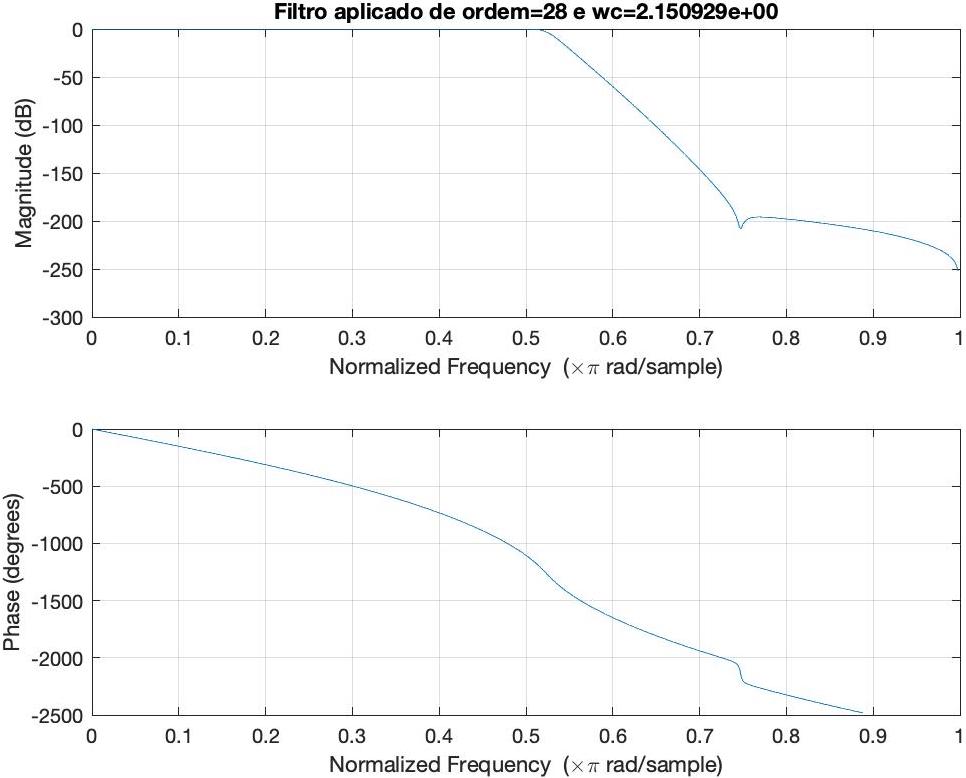 Filtro aplicado de ordem=28 e wc=2.150929e+00
0
-50
-100
-150
-200
-250
-300
Magnitude (dB)
0 0.1 0.2 0.3 0.4 0.5 0.6 0.7 0.8 0.9 1
Normalized Frequency (×π rad/sample)
0
-500
-1000
-1500
-2000
-2500
Phase (degrees)
0 0.1 0.2 0.3 0.4 0.5 0.6 0.7 0.8 0.9 1
Normalized Frequency (×π rad/sample)